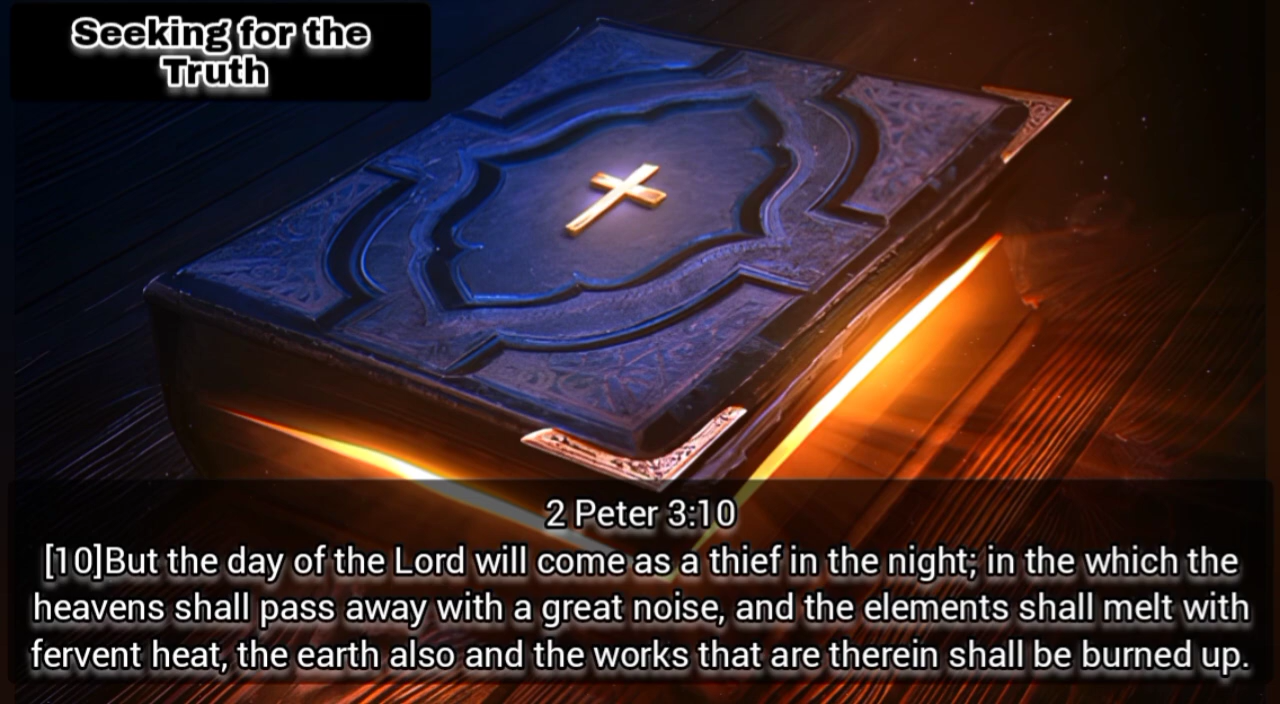 Seeking for the
Truth
2 Peter 3:10
[10]But the day of the Lord will come as a thief in the night; in the which the
heavens shall pass away with a great noise, and the elements shall melt with
fervent heat, the earth also and the works that are therein shall be burned up.